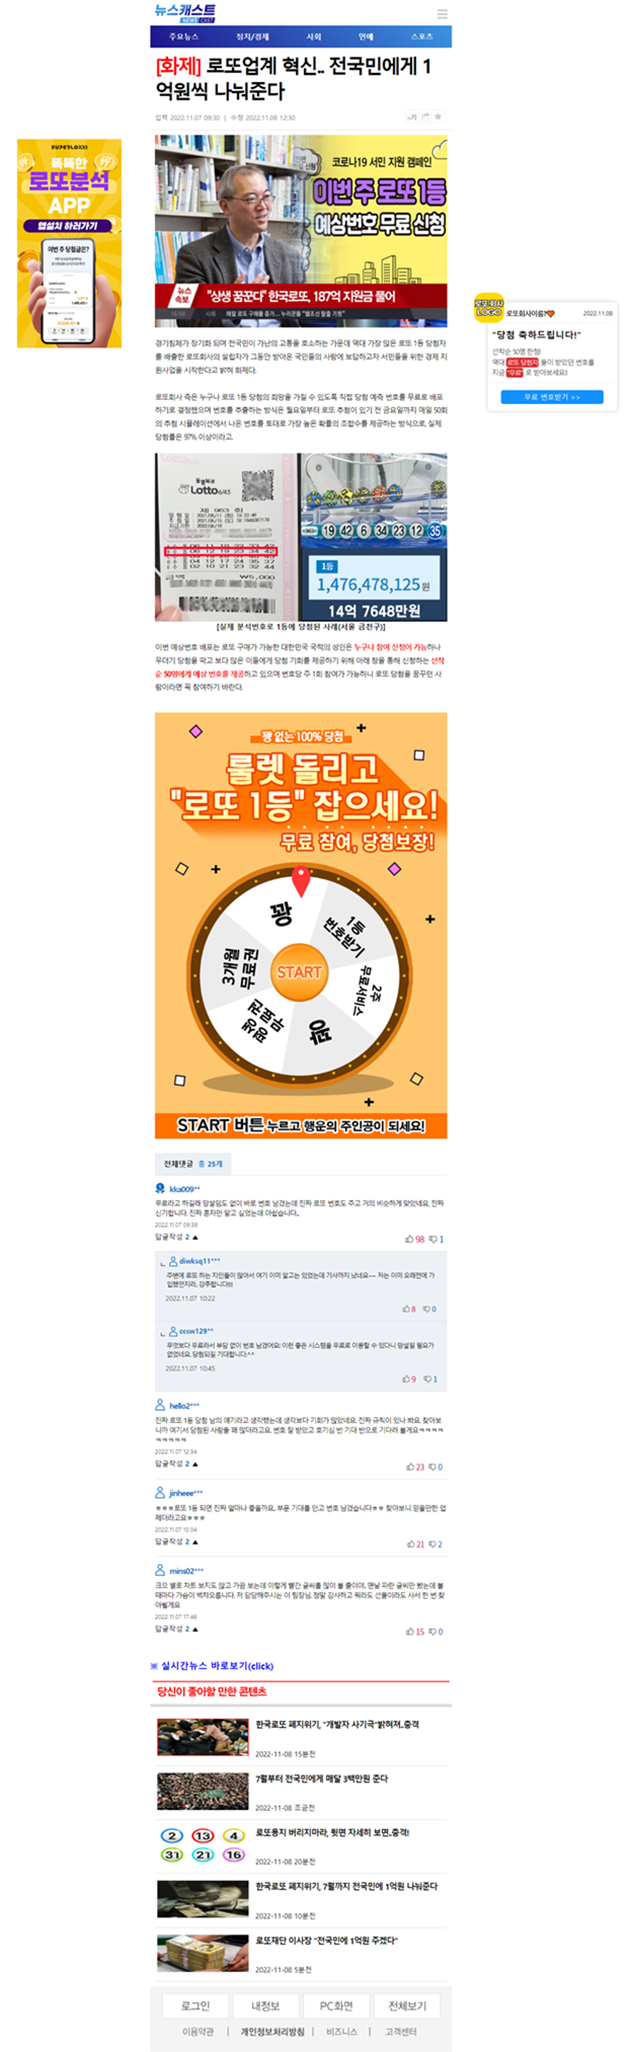 뉴스캐스트
NEWS CAST
주요뉴스 정치/경제 사회 연예 스포츠
[화제] 로또업계 혁신.. 전국민에게 1
억원씩 나눠준다
입력 2022.11.07 09:30 | 수정 2022.11.08 12:30
가
똑똑한
로또분석
APP
앱설치 하러가기
이번 주 당첨금은?
코로나19 서민 지원 캠페인
이번 주 로또 1등
예상번호 무료 신청
뉴스
속보
"상생 꿈꾼다" 한국로또, 187억 지원금 풀어
15:58 사회
로또회사
LOGO
로또회사이름?
2022.11.08
"당첨 축하드립니다!"
선착순 50명 한정!
역대 로또 당첨자 들이 받았던 번호를
지금 "무료" 로 받아보세요!
무료 번호받기 >>
경기침체가 장기화 되며 전국민이 가난의 고통을 호소하는 가운데 역대 가장 많은 로또 1등 당첨자
를 배출한 로또회사의 설립자가 그동안 받아온 국민들의 사랑에 보답하고자 서민들을 위한 경제 지
원사업을 시작한다고 밝혀 화제다.
로또회사 측은 누구나 로또 1등 당첨의 희망을 가질 수 있도록 직접 당첨 예측 번호를 무료로 배포
하기로 결정했으며 번호를 추출하는 방식은 월요일부터 로또 추첨이 있기 전 금요일까지 매일 50회
의 추첨 시뮬레이션에서 나온 번호를 토대로 가장 높은 확률의 조합수를 제공하는 방식으로, 실제
당첨률은 97% 이상이라고.
동행복권
Lotto 6/45
₩5,000
19 42 6 34 23 12 35
1등
1,476,478,125원
14억 7648만원
[실제 분석번호로 1등에 당첨된 사례(서울 금천구)]
이번 예상번호 배포는 로또 구매가 가능한 대한민국 국적의 성인은 누구나 참여 신청이 가능하나
무더기 당첨을 막고 보다 많은 이들에게 당첨 기회를 제공하기 위해 아래 창을 통해 신청하는 선착
순 50명에게 예상 번호를 제공하고 있으며 번호당 주 1회 참여가 가능하니 로또 당첨을 꿈꾸던 사
람이라면 꼭 참여하기 바란다.
꽝 없는 100% 당첨
룰렛 돌리고
"로또 1등" 잡으세요!
무료 참여, 당첨보장!
꽝
1등
번호받기
2주
무료서비스
꽝
평생
무료권
3개월
무료권
START
START 버튼 누르고 행운의 주인공이 되세요!
전체댓글 총 25개
kka009**
무료라고 하길래 망설임도 없이 바로 번호 남겼는데 진짜 로또 번호도 주고 거의 비슷하게 맞았네요. 진짜
신기합니다. 진짜 혼자만 알고 싶었는데 아쉽습니다..
2022.11.07 09:38
답글작성 2 ▲
98 1
diwksq11***
주변에 로또 하는 지인들이 많아서 여기 이미 알고는 있었는데 기사까지 났네요~~ 저는 이미 오래전에 가
입했던지라, 강추합니다!!!
2022.11.07 10:22
8 0
ccsw129**
무엇보다 무료라서 부담 없이 번호 남겼어요! 이런 좋은 시스템을 무료로 이용할 수 있다니 망설일 필요가
없었네요. 당첨되길 기대합니다.^^
2022.11.07 10:45
9 1
hello2***
진짜 로또 1등 당첨 남의 얘기라고 생각했는데 생각보다 기회가 많았네요. 진짜 규칙이 있나 봐요. 찾아보
니까 여기서 당첨된 사람들 꽤 많더라고요. 번호 잘 받았고 호기심 반 기대 반으로 기다려 볼게요ㅋㅋㅋㅋ
ㅋㅋㅋㅋㅋㅋ
2022.11.07 12:34
답글작성 2 ▲
23 0
jinheee***
ㅎㅎㅎ로또 1등 되면 진짜 얼마나 좋을까요.. 부푼 기대를 안고 번호 남겼습니다ㅎㅎ 찾아보니 믿을만한 업
체더라고요ㅎㅎㅎ
2022.11.07 15:04
답글작성 2 ▲
21 2
mins02***
크으 별로 차트 보지도 않고 가끔 보는데 이렇게 빨간 글씨를 많이 볼 줄이야.. 맨날 파란 글씨만 봤는데 볼
때마다 가슴이 벅차오릅니다. 저 담당해주시는 이 팀장님, 정말 감사하고 뭐라도 선물이라도 사서 한 번 찾
아뵐게요
2022.11.07 17:48
답글작성 2 ▲
15 0
※ 실시간뉴스 바로보기(click)
당신이 좋아할 만한 콘텐츠
한국로또 폐지위기, "개발자 사기극"밝혀져..충격
2022-11-08 15분전
7월부터 전국민에게 매달 3백만원 준다
2022-11-08 조금전
2 13 4
31 21 16
로또용지 버리지마라, 뒷면 자세히 보면..충격!
2022-11-08 20분전
한국로또 폐지위기, 7월까지 전국민에 1억원 나눠준다
2022-11-08 10분전
로또재단 이사장 "전국민에 1억원 주겠다"
2022-11-08 5분전
로그인 내정보 PC화면 전체보기
이용약관 | 개인정보처리방침 | 비즈니스 | 고객센터